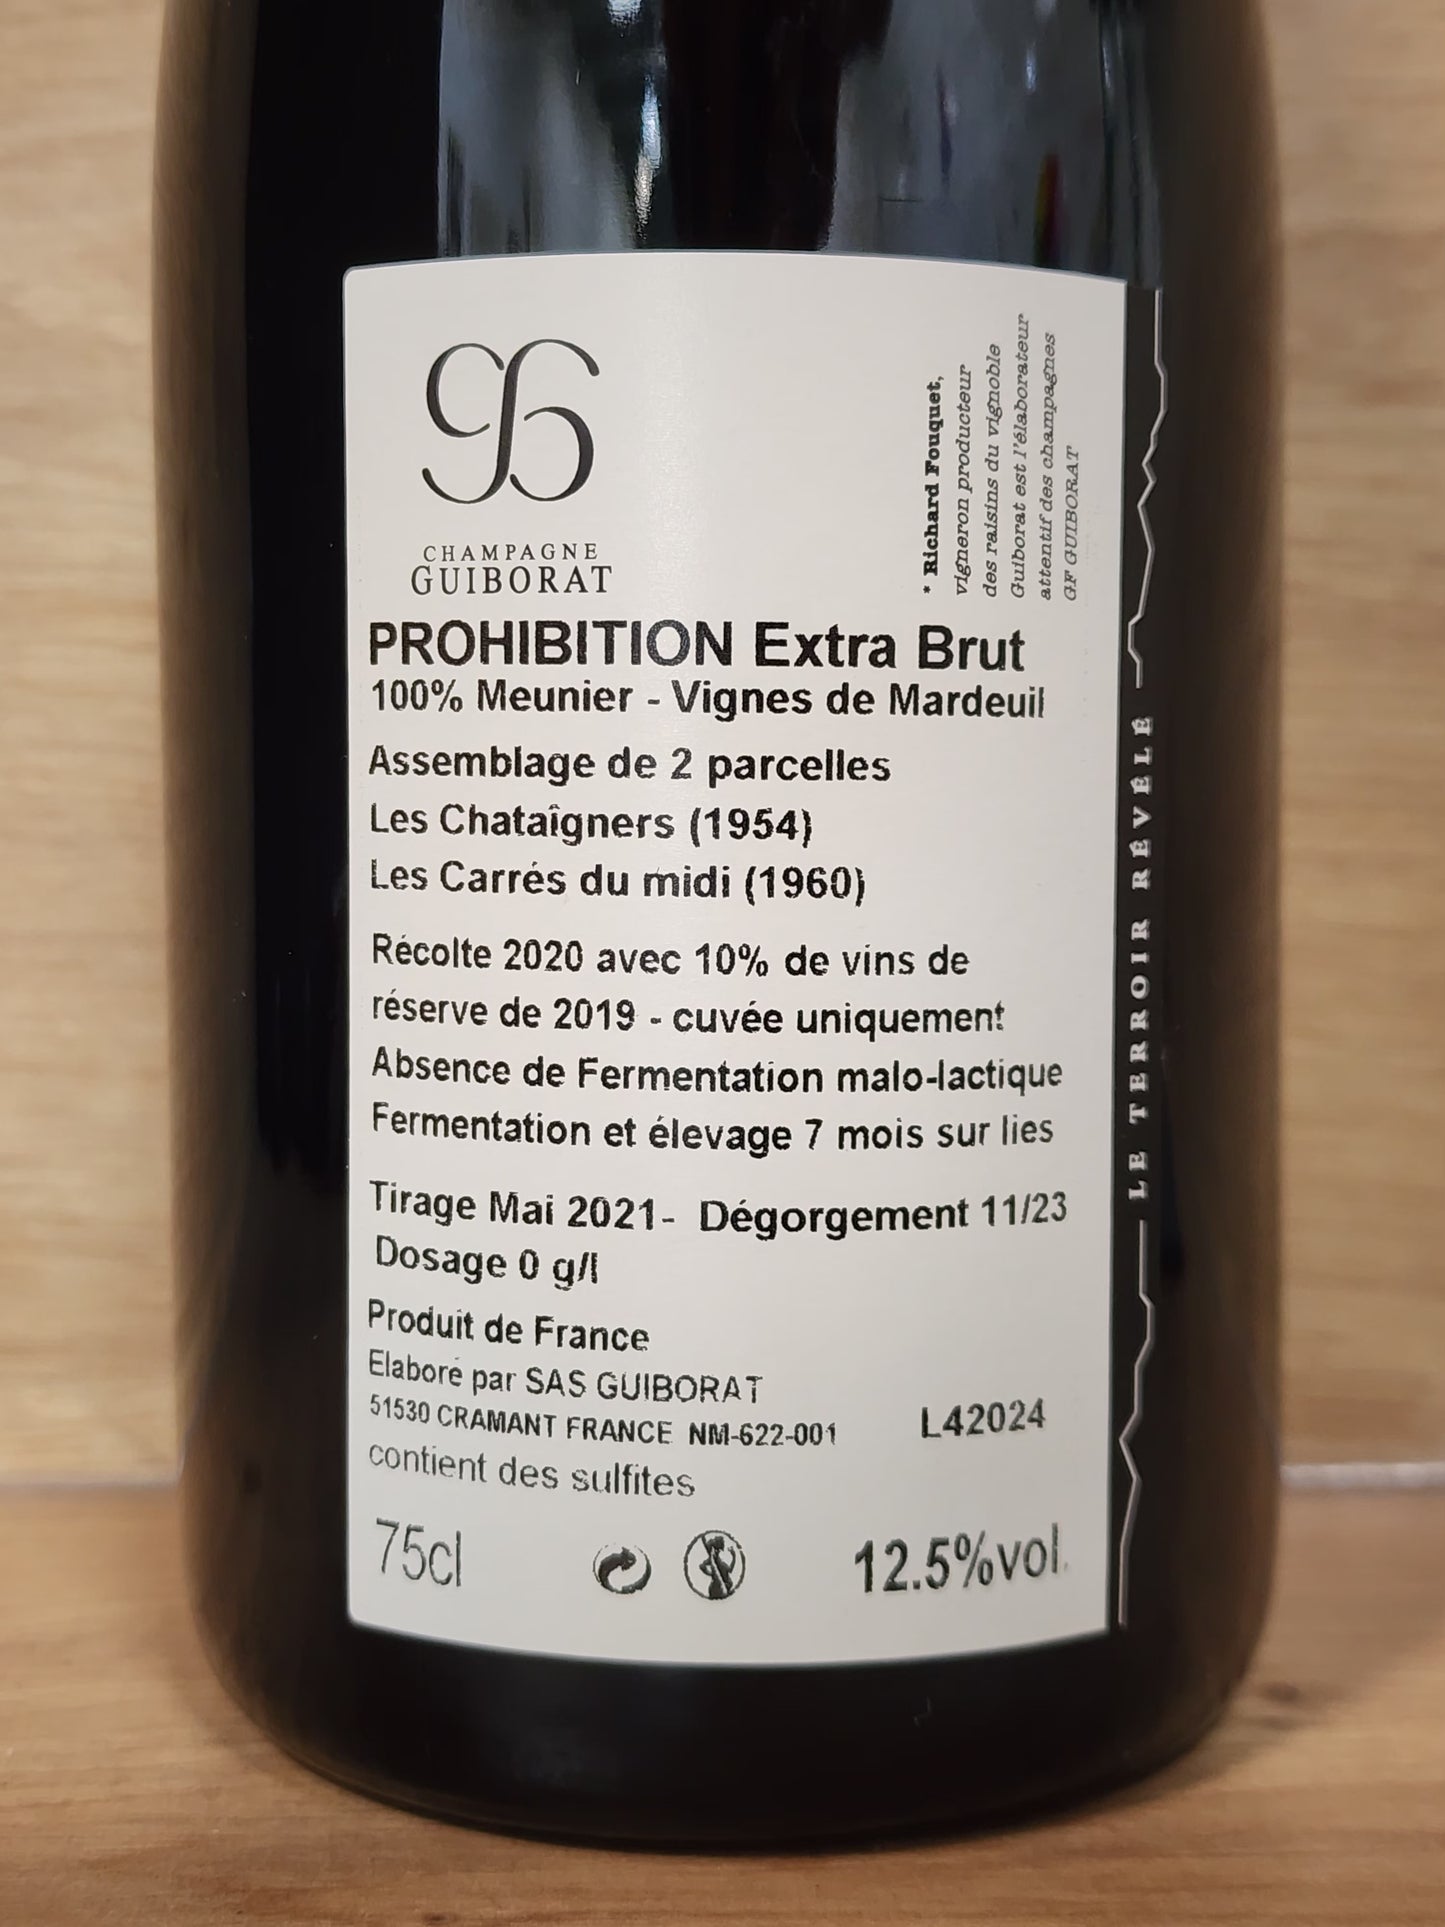 CHAMPAGNE
GUIBORAT
* Richard Fouquet,
vigneron producteur
des raisins du vignoble
Guiborat est l'élaborateur
attentif des champagnes
GF GUIBORAT
PROHIBITION Extra Brut
100% Meunier - Vignes de Mardeuil
Assemblage de 2 parcelles
Les Chataîgners (1954)
Les Carrés du midi (1960)
Récolte 2020 avec 10% de vins de
réserve de 2019 - cuvée uniquement
Absence de Fermentation malo-lactique
Fermentation et élevage 7 mois sur lies
Tirage Mai 2021- Dégorgement 11/23
Dosage 0 g/l
Produit de France
Elaboré par SAS GUIBORAT
51530 CRAMANT FRANCE NM-622-001
L42024
contient des sulfites
75cl
12.5%vol.
LE TERROIR RÉVÉLÉ